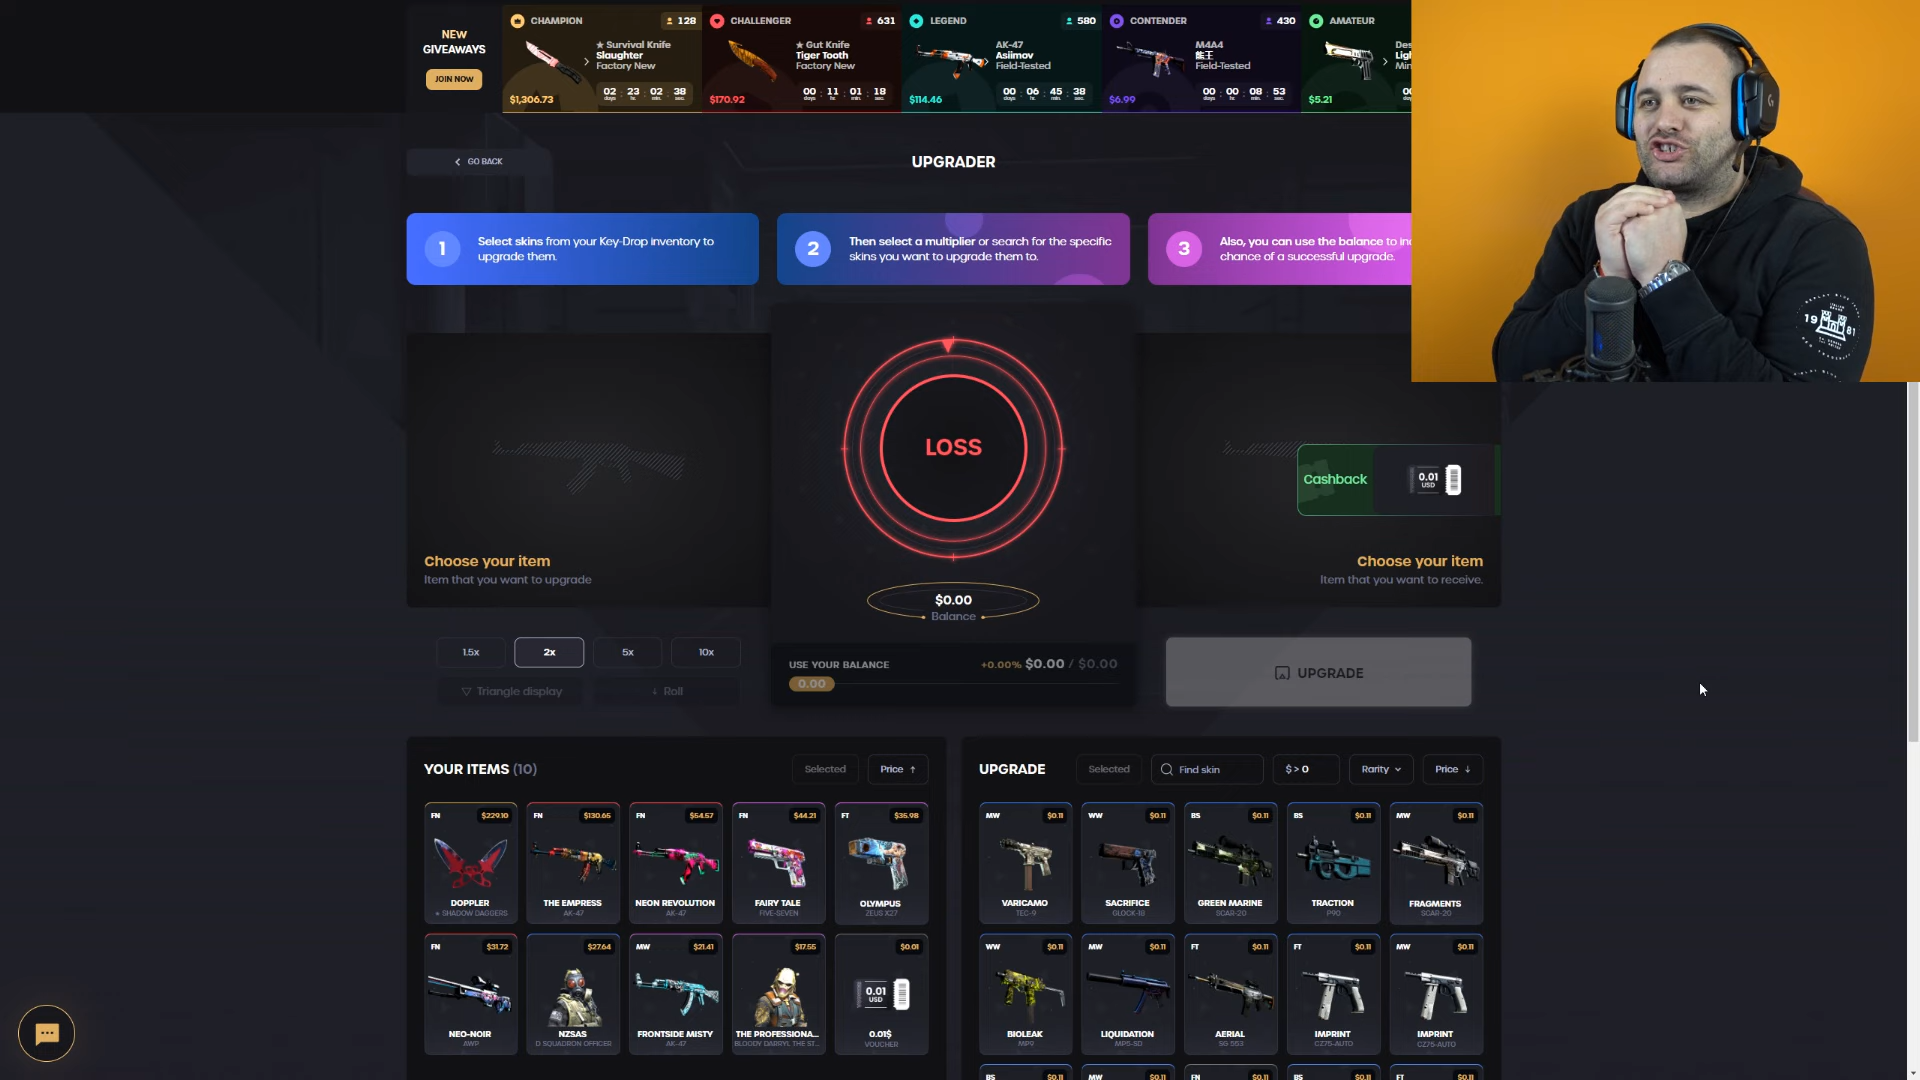 NEW
GIVEAWAYS
JOIN NOW
CHAMPION
128
★ Survival Knife
Slaughter
Factory New
$1,306.73
02 : 23 : 02 : 38
days hr. min. sec.
CHALLENGER
631
★ Gut Knife
Tiger Tooth
Factory New
$170.92
00 : 11 : 01 : 18
days hr. min. sec.
LEGEND
580
AK-47
Asiimov
Field-Tested
$114.46
00 : 06 : 45 : 38
days hr. min. sec.
CONTENDER
430
M4A4
龍王
Field-Tested
$6.99
00 : 00 : 08 : 53
days hr. min. sec.
AMATEUR
Des
Ligh
Min
$5.21
GO BACK
UPGRADER
1
Select skins from your Key-Drop inventory to
upgrade them.
2
Then select a multiplier or search for the specific
skins you want to upgrade them to.
3
Also, you can use the balance to in
chance of a successful upgrade.
19 81
LOSS
Cashback
0.01
USD
Choose your item
Item that you want to upgrade
Choose your item
Item that you want to receive.
$0.00
Balance
1.5x
2x
5x
10x
Triangle display
Roll
USE YOUR BALANCE
+0.00% $0.00 / $0.00
0.00
UPGRADE
YOUR ITEMS (10)
Selected
Price ↑
FN $229.10
DOPPLER
★ SHADOW DAGGERS
FN $130.65
THE EMPRESS
AK-47
FN $54.57
NEON REVOLUTION
AK-47
FN $44.21
FAIRY TALE
FIVE-SEVEN
FT $35.98
OLYMPUS
ZEUS X27
FN $31.72
NEO-NOIR
AWP
$27.64
NZSAS
D SQUADRON OFFICER
MW $21.41
FRONTSIDE MISTY
AK-47
$17.55
THE PROFESSIONA...
BLOODY DARRYL THE ST...
$0.01
0.01
USD
0.01$
VOUCHER
UPGRADE
Selected
Find skin
$ > 0
Rarity
Price ↓
MW $0.11
VARICAMO
TEC-9
WW $0.11
SACRIFICE
GLOCK-18
BS $0.11
GREEN MARINE
SCAR-20
BS $0.11
TRACTION
P90
MW $0.11
FRAGMENTS
SCAR-20
WW $0.11
BIOLEAK
MP9
MW $0.11
LIQUIDATION
MP5-SD
FT $0.11
AERIAL
SG 553
FT $0.11
IMPRINT
CZ75-AUTO
MW $0.11
IMPRINT
CZ75-AUTO
BS $0.11
MW $0.11
FN $0.11
BS $0.11
FT $0.11